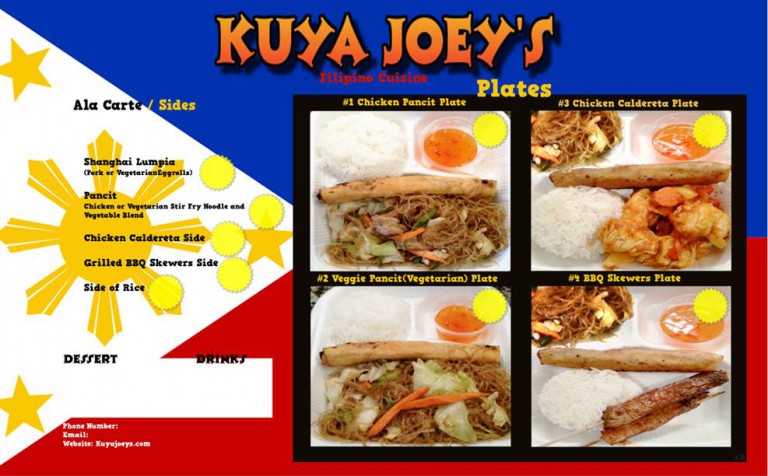 KUYA JOEY'S
Filipino Cuisine
Plates
Ala Carte / Sides
Shanghai Lumpia
(Pork or VegetarianEggrolls)
Pancit
Chicken or Vegetarian Stir Fry Noodle and
Vegetable Blend
Chicken Caldereta Side
Grilled BBQ Skewers Side
Side of Rice
DESSERT
DRINKS
Phone Number:
Email:
Website: Kuyajoeys.com
#1 Chicken Pancit Plate
#3 Chicken Caldereta Plate
#2 Veggie Pancit(Vegetarian) Plate
#4 BBQ Skewers Plate